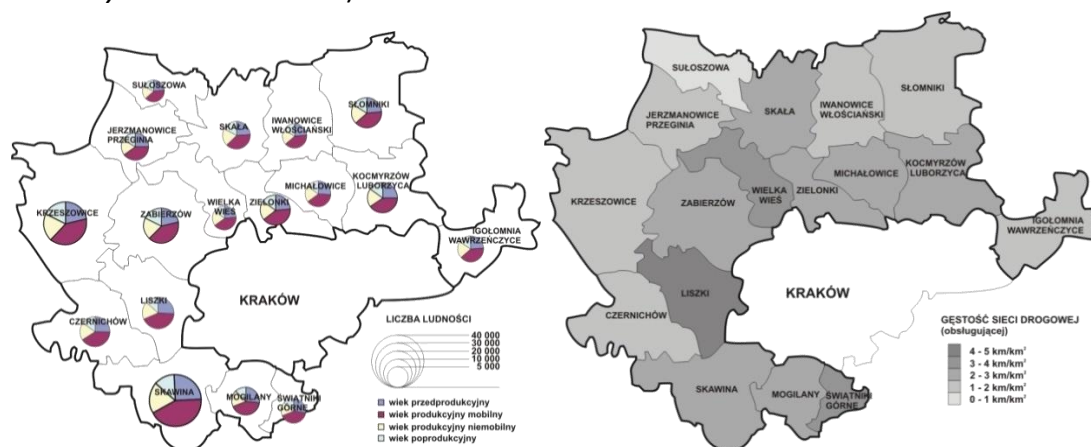 SUŁOSZOWA
SŁOMNIKI
JERZMANOWICE
PRZEGINIA
SKAŁA
IWANOWICE
WŁOŚCIAŃSKI
KOCMYRZÓW
LUBORZYCA
MICHAŁOWICE
KRZESZOWICE
ZABIERZÓW
WIELKA
WIEŚ
ZIELONKI
IGOŁOMNIA
WAWRZEŃCZYCE
KRAKÓW
LISZKI
CZERNICHÓW
SKAWINA
MOGILANY
ŚWIĄTNIKI
GÓRNE
LICZBA LUDNOŚCI
40 000
30 000
20 000
10 000
5 000
wiek przedprodukcyjny
wiek produkcyjny mobilny
wiek produkcyjny niemobilny
wiek poprodukcyjny
SUŁOSZOWA
SŁOMNIKI
JERZMANOWICE
PRZEGINIA
SKAŁA
IWANOWICE
WŁOŚCIAŃSKI
KOCMYRZÓW
LUBORZYCA
MICHAŁOWICE
KRZESZOWICE
ZABIERZÓW
WIELKA
WIEŚ
ZIELONKI
IGOŁOMNIA
WAWRZEŃCZYCE
LISZKI
KRAKÓW
CZERNICHÓW
SKAWINA
MOGILANY
ŚWIĄTNIKI
GÓRNE
GĘSTOŚĆ SIECI DROGOWEJ
(obsługującej)
4 - 5 km/km²
3 - 4 km/km²
2 - 3 km/km²
1 - 2 km/km²
0 - 1 km/km²